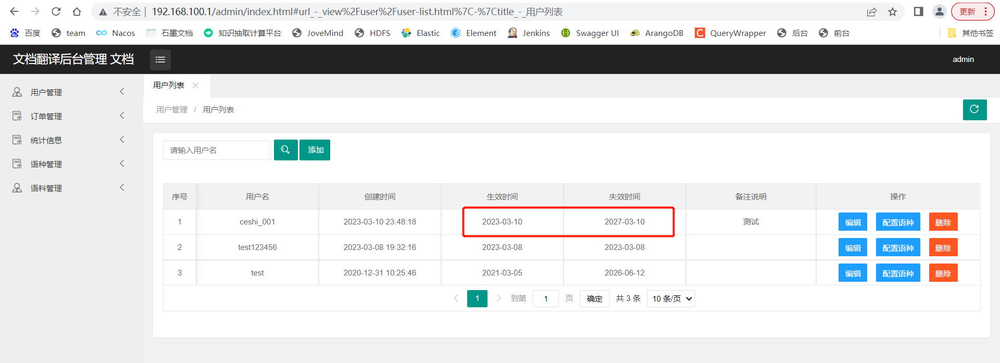 不安全 | 192.168.100.1/admin/index.html#url_-_view%2Fuser%2Fuser-list.html%7C-%7Ctitle_-_用户列表 更新
百度 team Nacos 石墨文档 知识抽取计算平台 JoveMind HDFS Elastic Element Jenkins Swagger UI ArangoDB QueryWrapper 后台 前台 其他书签
文档翻译后台管理 文档 admin
用户管理
订单管理
统计信息
语种管理
语料管理
用户列表
用户管理 / 用户列表
请输入用户名 添加
序号 用户名 创建时间 生效时间 失效时间 备注说明 操作
1 ceshi_001 2023-03-10 23:48:18 2023-03-10 2027-03-10 测试 编辑 配置语种 删除
2 test123456 2023-03-08 19:32:16 2023-03-08 2023-03-08 编辑 配置语种 删除
3 test 2020-12-31 10:25:46 2021-03-05 2026-06-12 编辑 配置语种 删除
1 到第 1 页 确定 共 3 条 10 条/页